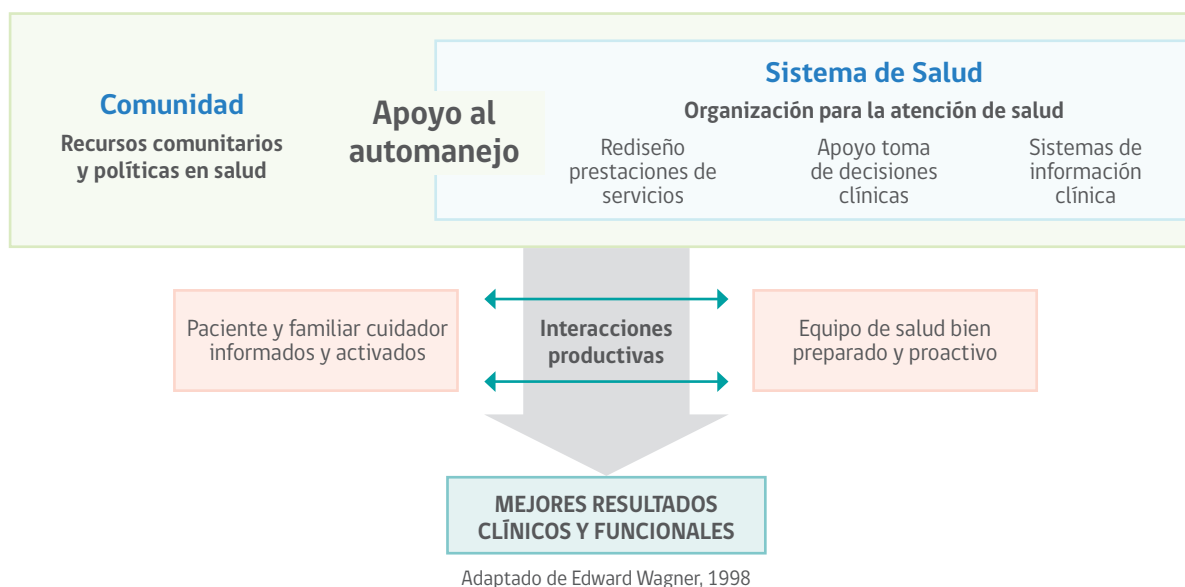 Comunidad
Recursos comunitarios
y políticas en salud
Apoyo al
automanejo
Sistema de Salud
Organización para la atención de salud
Rediseño
prestaciones de
servicios
Apoyo toma
de decisiones
clínicas
Sistemas de
información
clínica
Paciente y familiar cuidador
informados y activados
Interacciones
productivas
Equipo de salud bien
preparado y proactivo
MEJORES RESULTADOS
CLÍNICOS Y FUNCIONALES
Adaptado de Edward Wagner, 1998